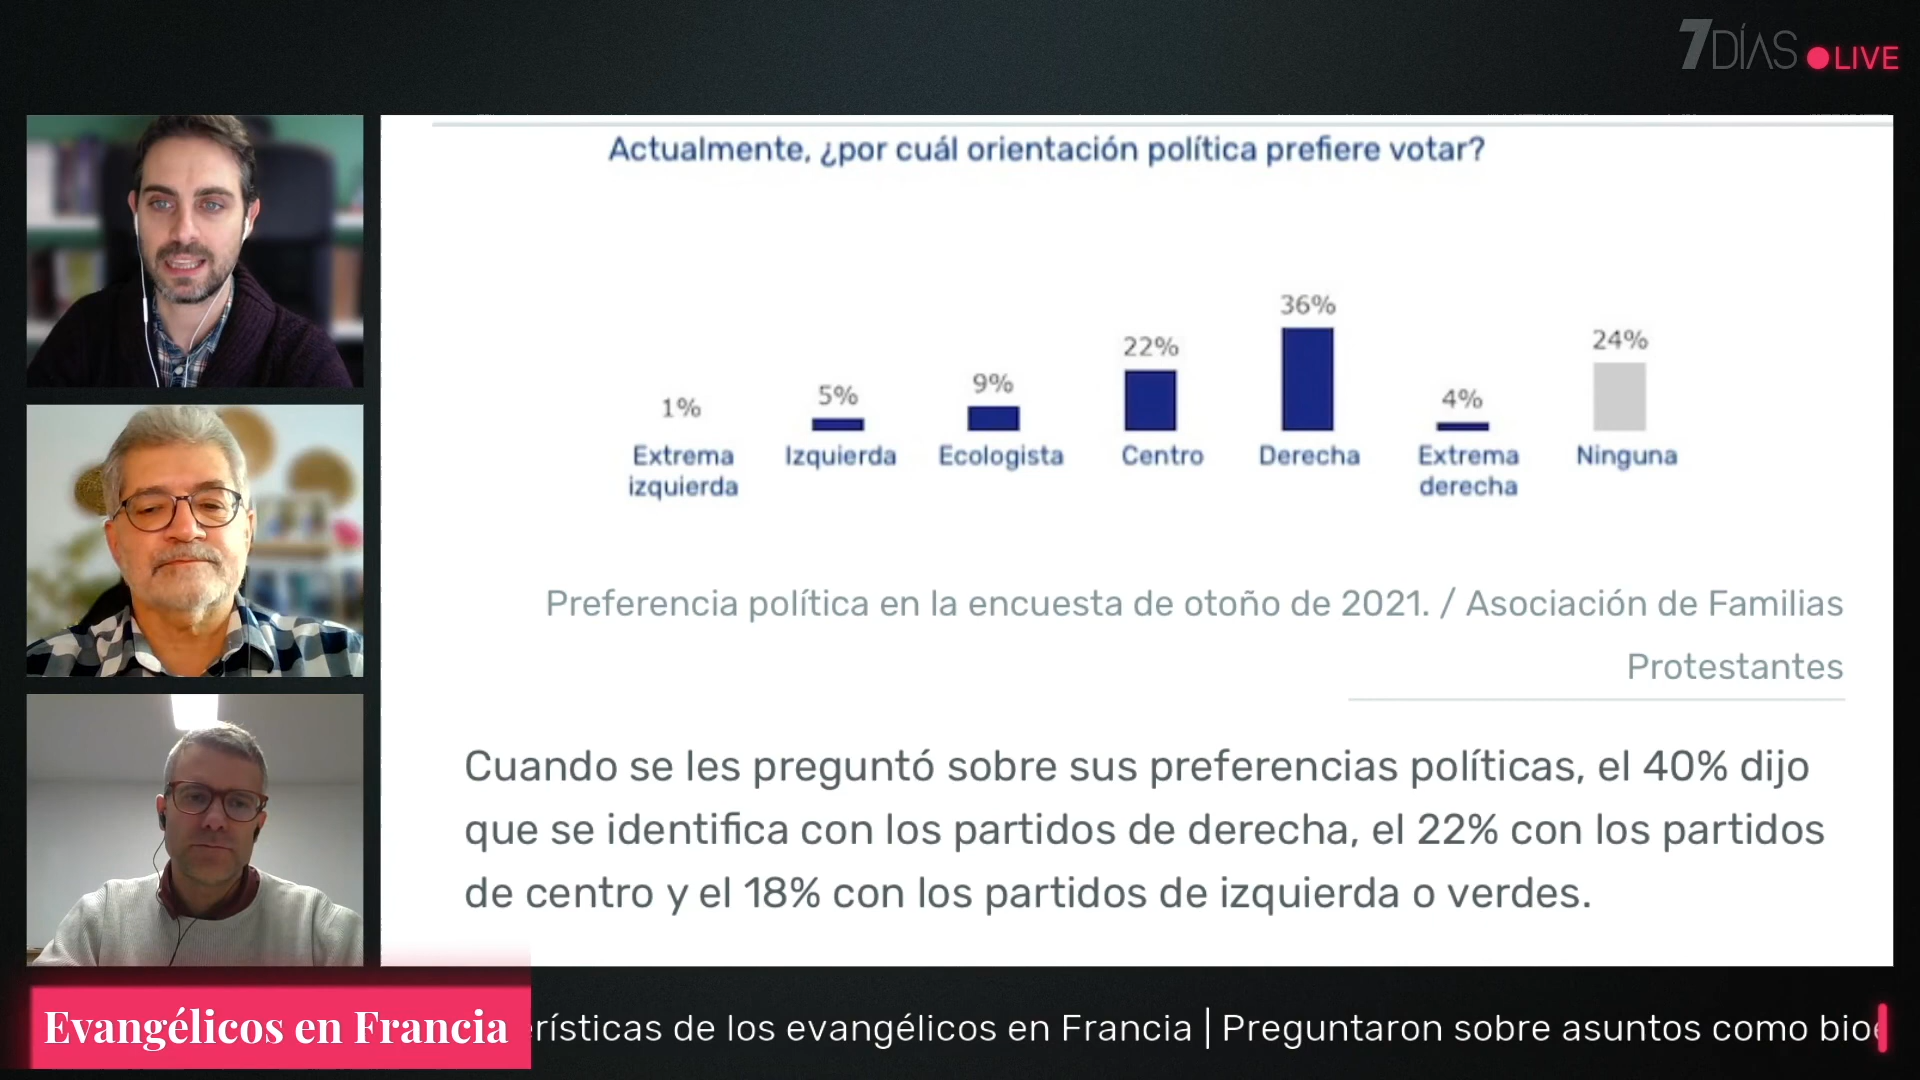 7DÍAS LIVE
Actualmente, ¿por cuál orientación política prefiere votar?
1%
5%
9%
22%
36%
4%
24%
Extrema izquierda
Izquierda
Ecologista
Centro
Derecha
Extrema derecha
Ninguna
Preferencia política en la encuesta de otoño de 2021. / Asociación de Familias
Protestantes
Cuando se les preguntó sobre sus preferencias políticas, el 40% dijo
que se identifica con los partidos de derecha, el 22% con los partidos
de centro y el 18% con los partidos de izquierda o verdes.
Evangélicos en Francia
erísticas de los evangélicos en Francia | Preguntaron sobre asuntos como bio